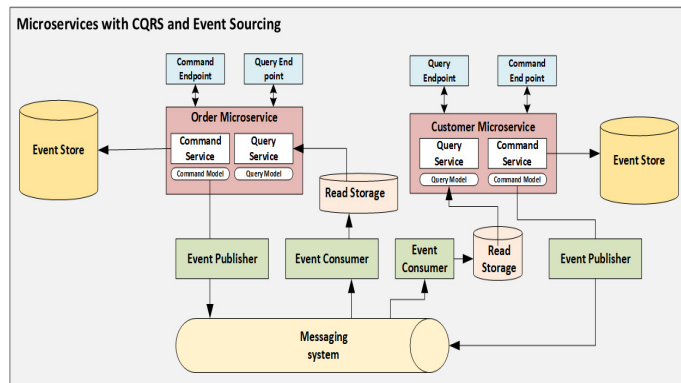 Microservices with CQRS and Event Sourcing
Command
Endpoint
Query End
point
Query
Endpoint
Command
End point
Order Microservice
Customer Microservice
Event Store
Command
Service
Query
Service
Command Model
Query Model
Query
Service
Command
Service
Query Model
Command Model
Event Store
Read Storage
Event Publisher
Event Consumer
Event
Consumer
Read
Storage
Event Publisher
Messaging
system